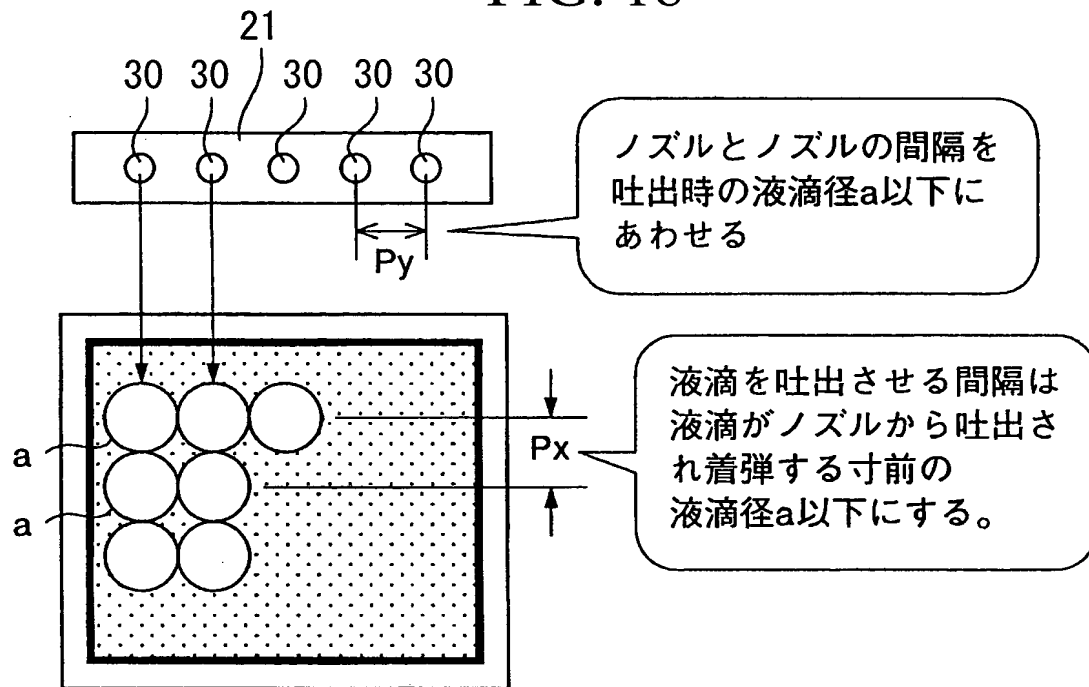 FIG. 10
21
30 30 30 30 30
ノズルとノズルの間隔を
吐出時の液滴径a以下に
あわせる
Py
液滴を吐出させる間隔は
液滴がノズルから吐出さ
れ着弾する寸前の
液滴径a以下にする。
Px
a
a